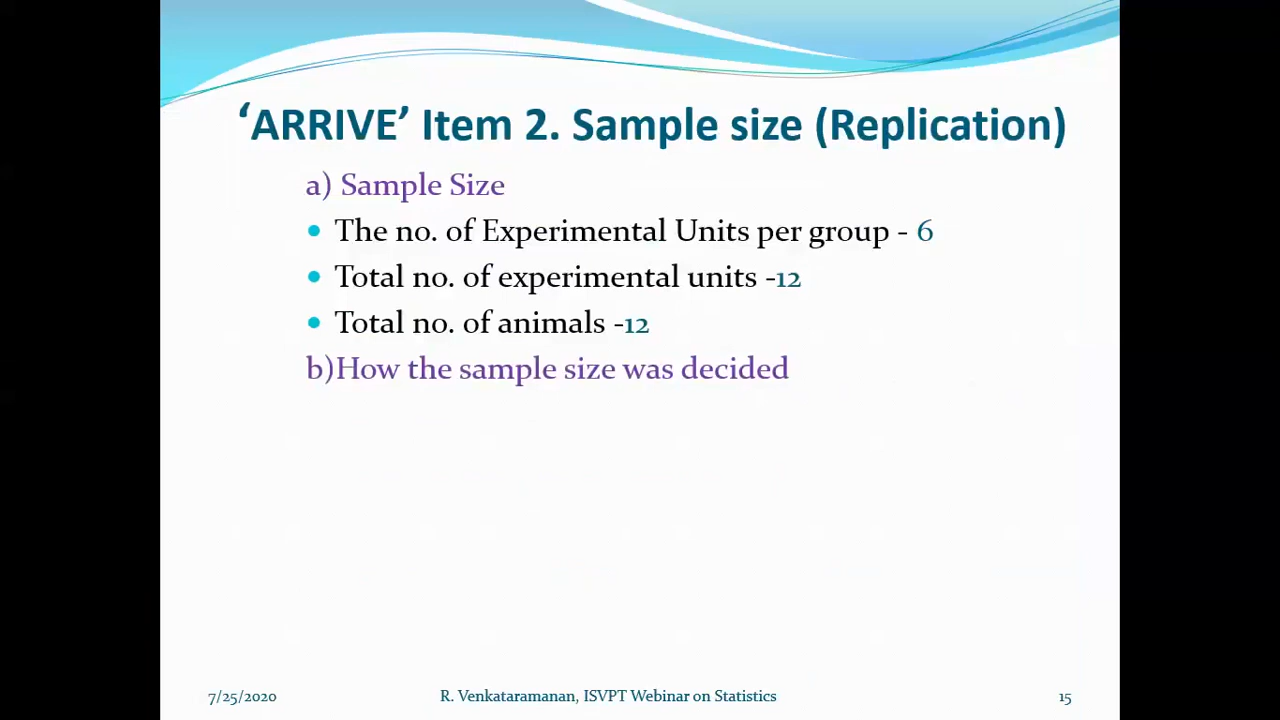 ‘ARRIVE’ Item 2. Sample size (Replication)
a) Sample Size
• The no. of Experimental Units per group - 6
• Total no. of experimental units -12
• Total no. of animals -12
b)How the sample size was decided
7/25/2020
R. Venkataramanan, ISVPT Webinar on Statistics
15